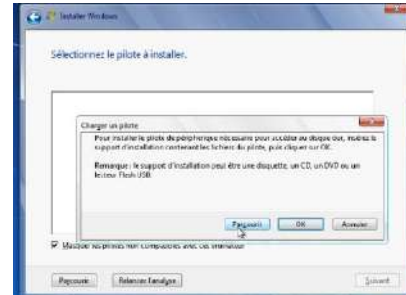 Installer Windows
Sélectionnez le pilote à installer.
Charger un pilote
Pour installer le pilote de périphérique nécessaire pour accéder au disque dur, insérez le
support d'installation contenant les fichiers du pilote, puis cliquez sur OK.
Remarque : le support d'installation peut être une disquette, un CD, un DVD ou un
lecteur Flash USB.
Parcourir OK Annuler
Masquer les pilotes non compatibles avec cet ordinateur
Parcourir Relancer l'analyse Suivant